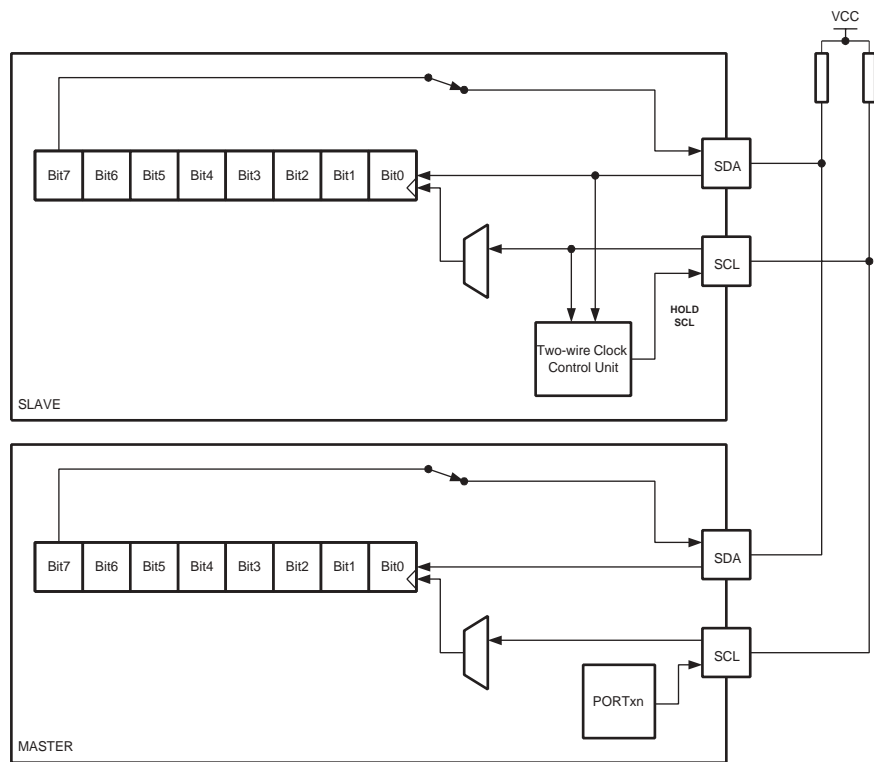 VCC
SDA
Bit7 Bit6 Bit5 Bit4 Bit3 Bit2 Bit1 Bit0
SCL
HOLD
SCL
Two-wire Clock
Control Unit
SLAVE
SDA
Bit7 Bit6 Bit5 Bit4 Bit3 Bit2 Bit1 Bit0
SCL
PORTxn
MASTER